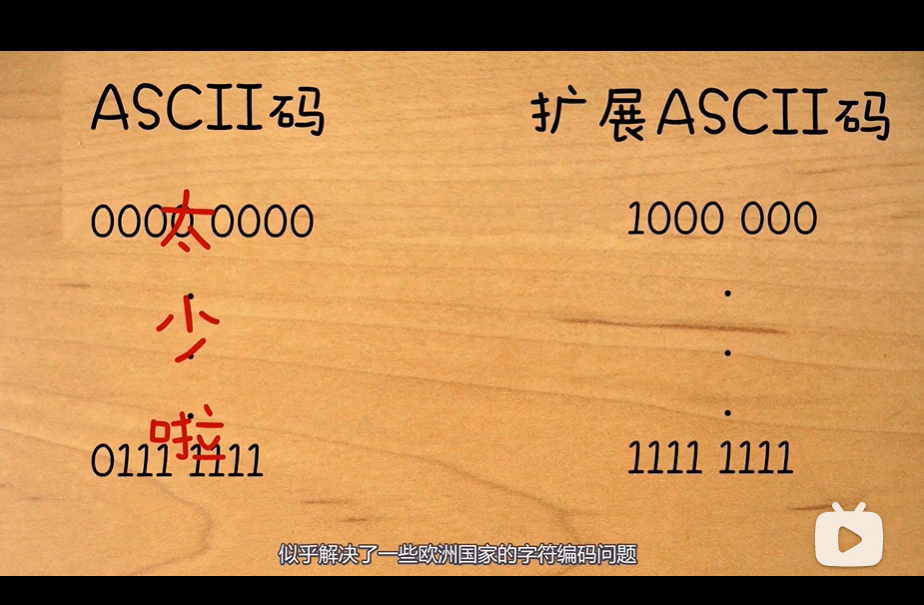 ASCII码
扩展ASCII码
0000 0000
1000 000
太
少
啦
0111 1111
1111 1111
似乎解决了一些欧洲国家的字符编码问题